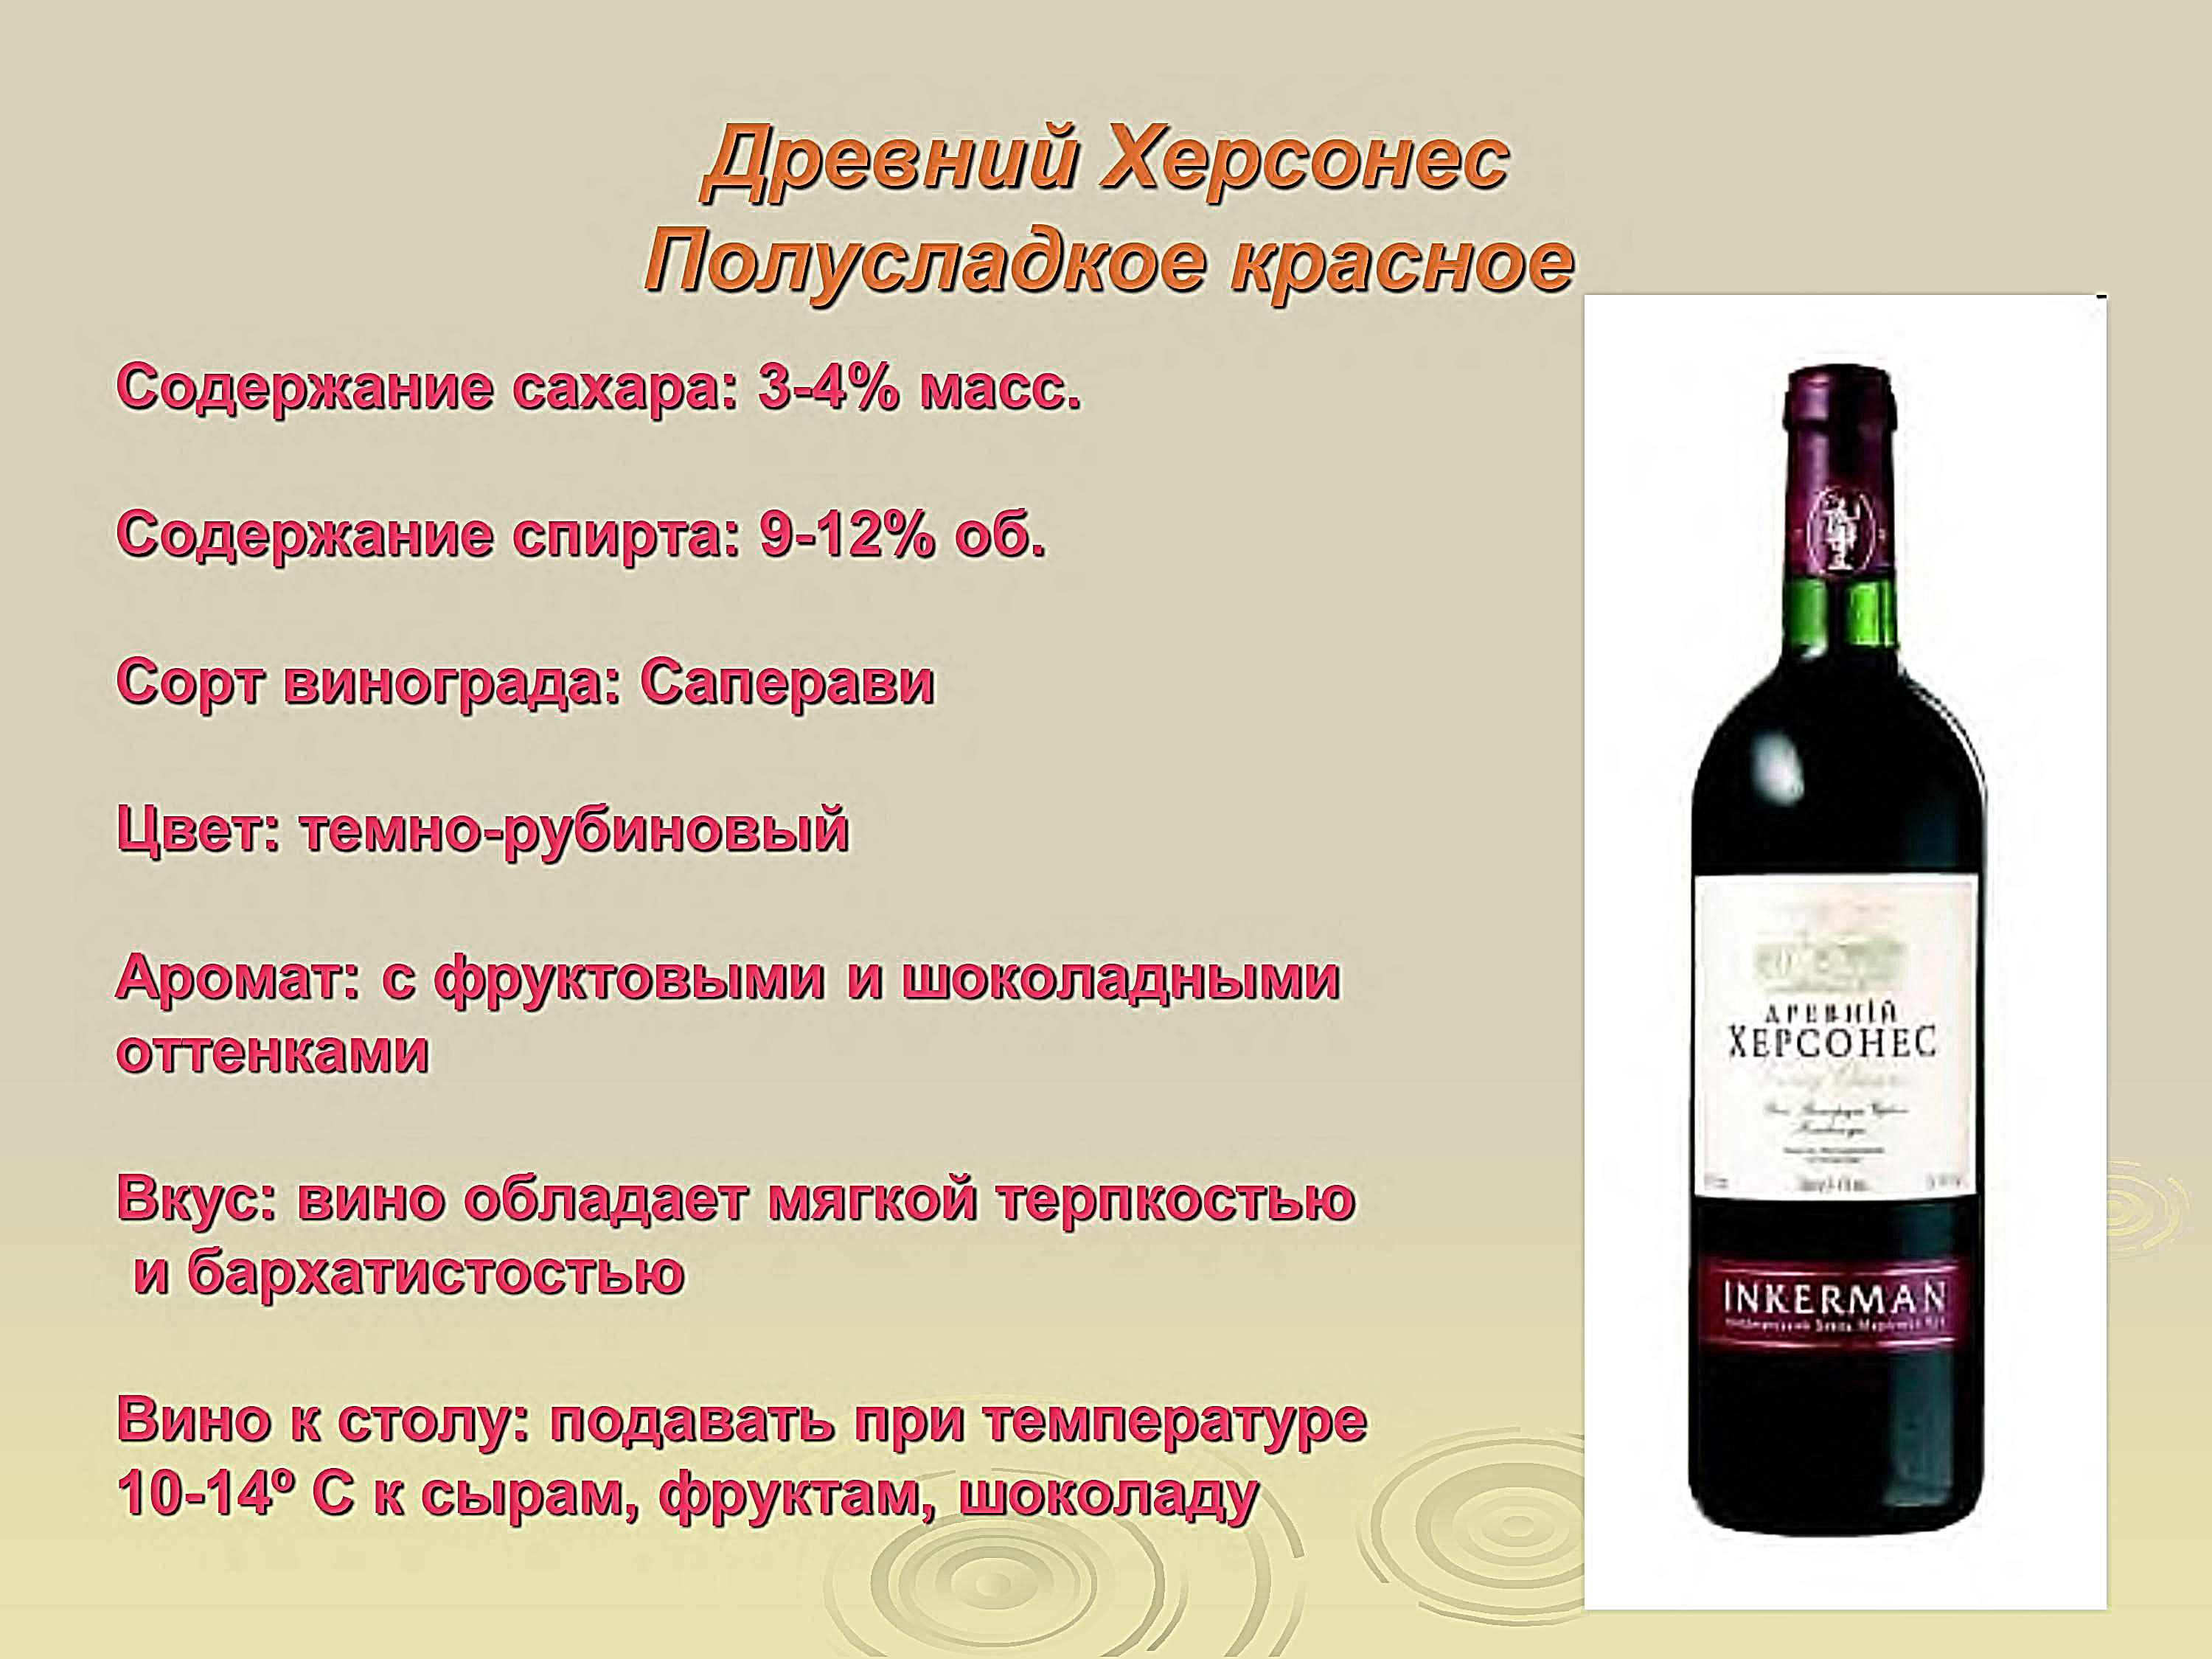 Древний Херсонес
Полусладкое красное
Содержание сахара: 3-4% масс.
Содержание спирта: 9-12% об.
Сорт винограда: Саперави
Цвет: темно-рубиновый
Аромат: с фруктовыми и шоколадными
оттенками
Вкус: вино обладает мягкой терпкостью
и бархатистостью
Вино к столу: подавать при температуре
10-14º С к сырам, фруктам, шоколаду
ДРЕВНІЙ
ХЕРСОНЕС
INKERMAN